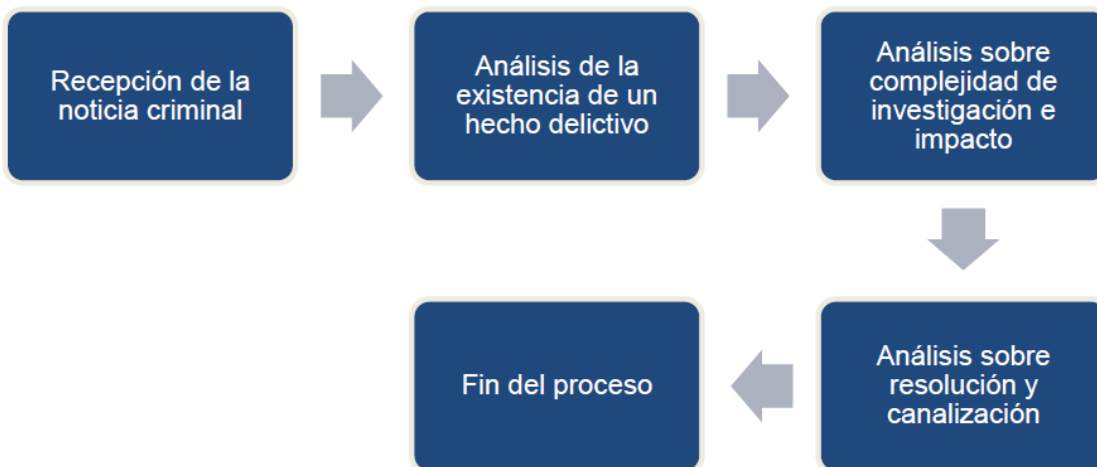 Recepción de la
noticia criminal
Análisis de la
existencia de un
hecho delictivo
Análisis sobre
complejidad de
investigación e
impacto
Análisis sobre
resolución y
canalización
Fin del proceso